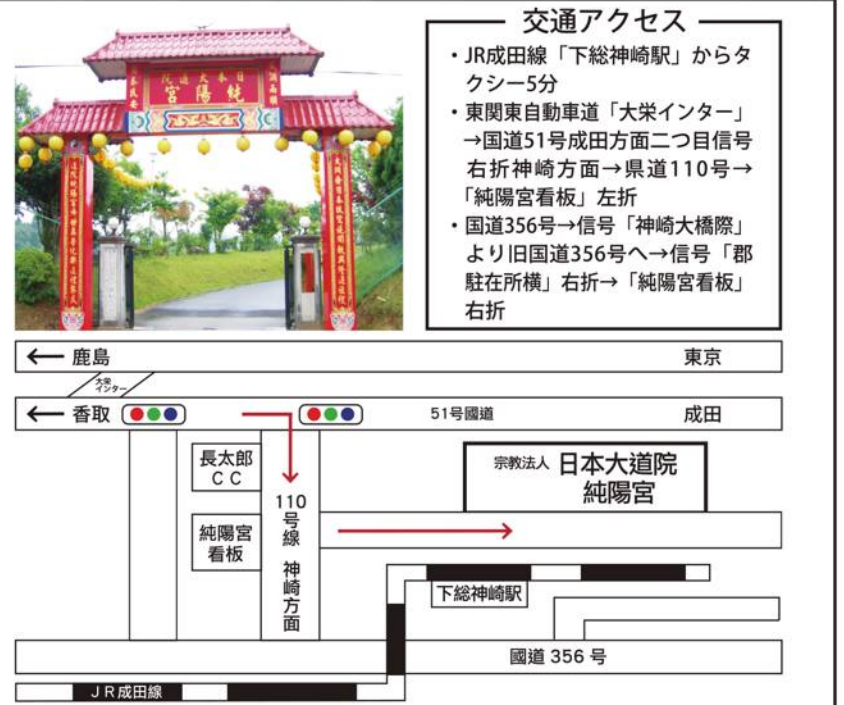 日本大道院
純陽宮
交通アクセス
・JR成田線「下総神崎駅」からタ
クシー5分
・東関東自動車道「大栄インター」
→国道51号成田方面二つ目信号
右折神崎方面→県道110号→
「純陽宮看板」左折
・国道356号→信号「神崎大橋際」
より旧国道356号へ→信号「郡
駐在所横」右折→「純陽宮看板」
右折
← 鹿島
東京
大栄
インター
← 香取
51号國道
成田
長太郎
CC
110号線 神崎方面
宗教法人 日本大道院
純陽宮
純陽宮
看板
下総神崎駅
國道 356 号
JR成田線